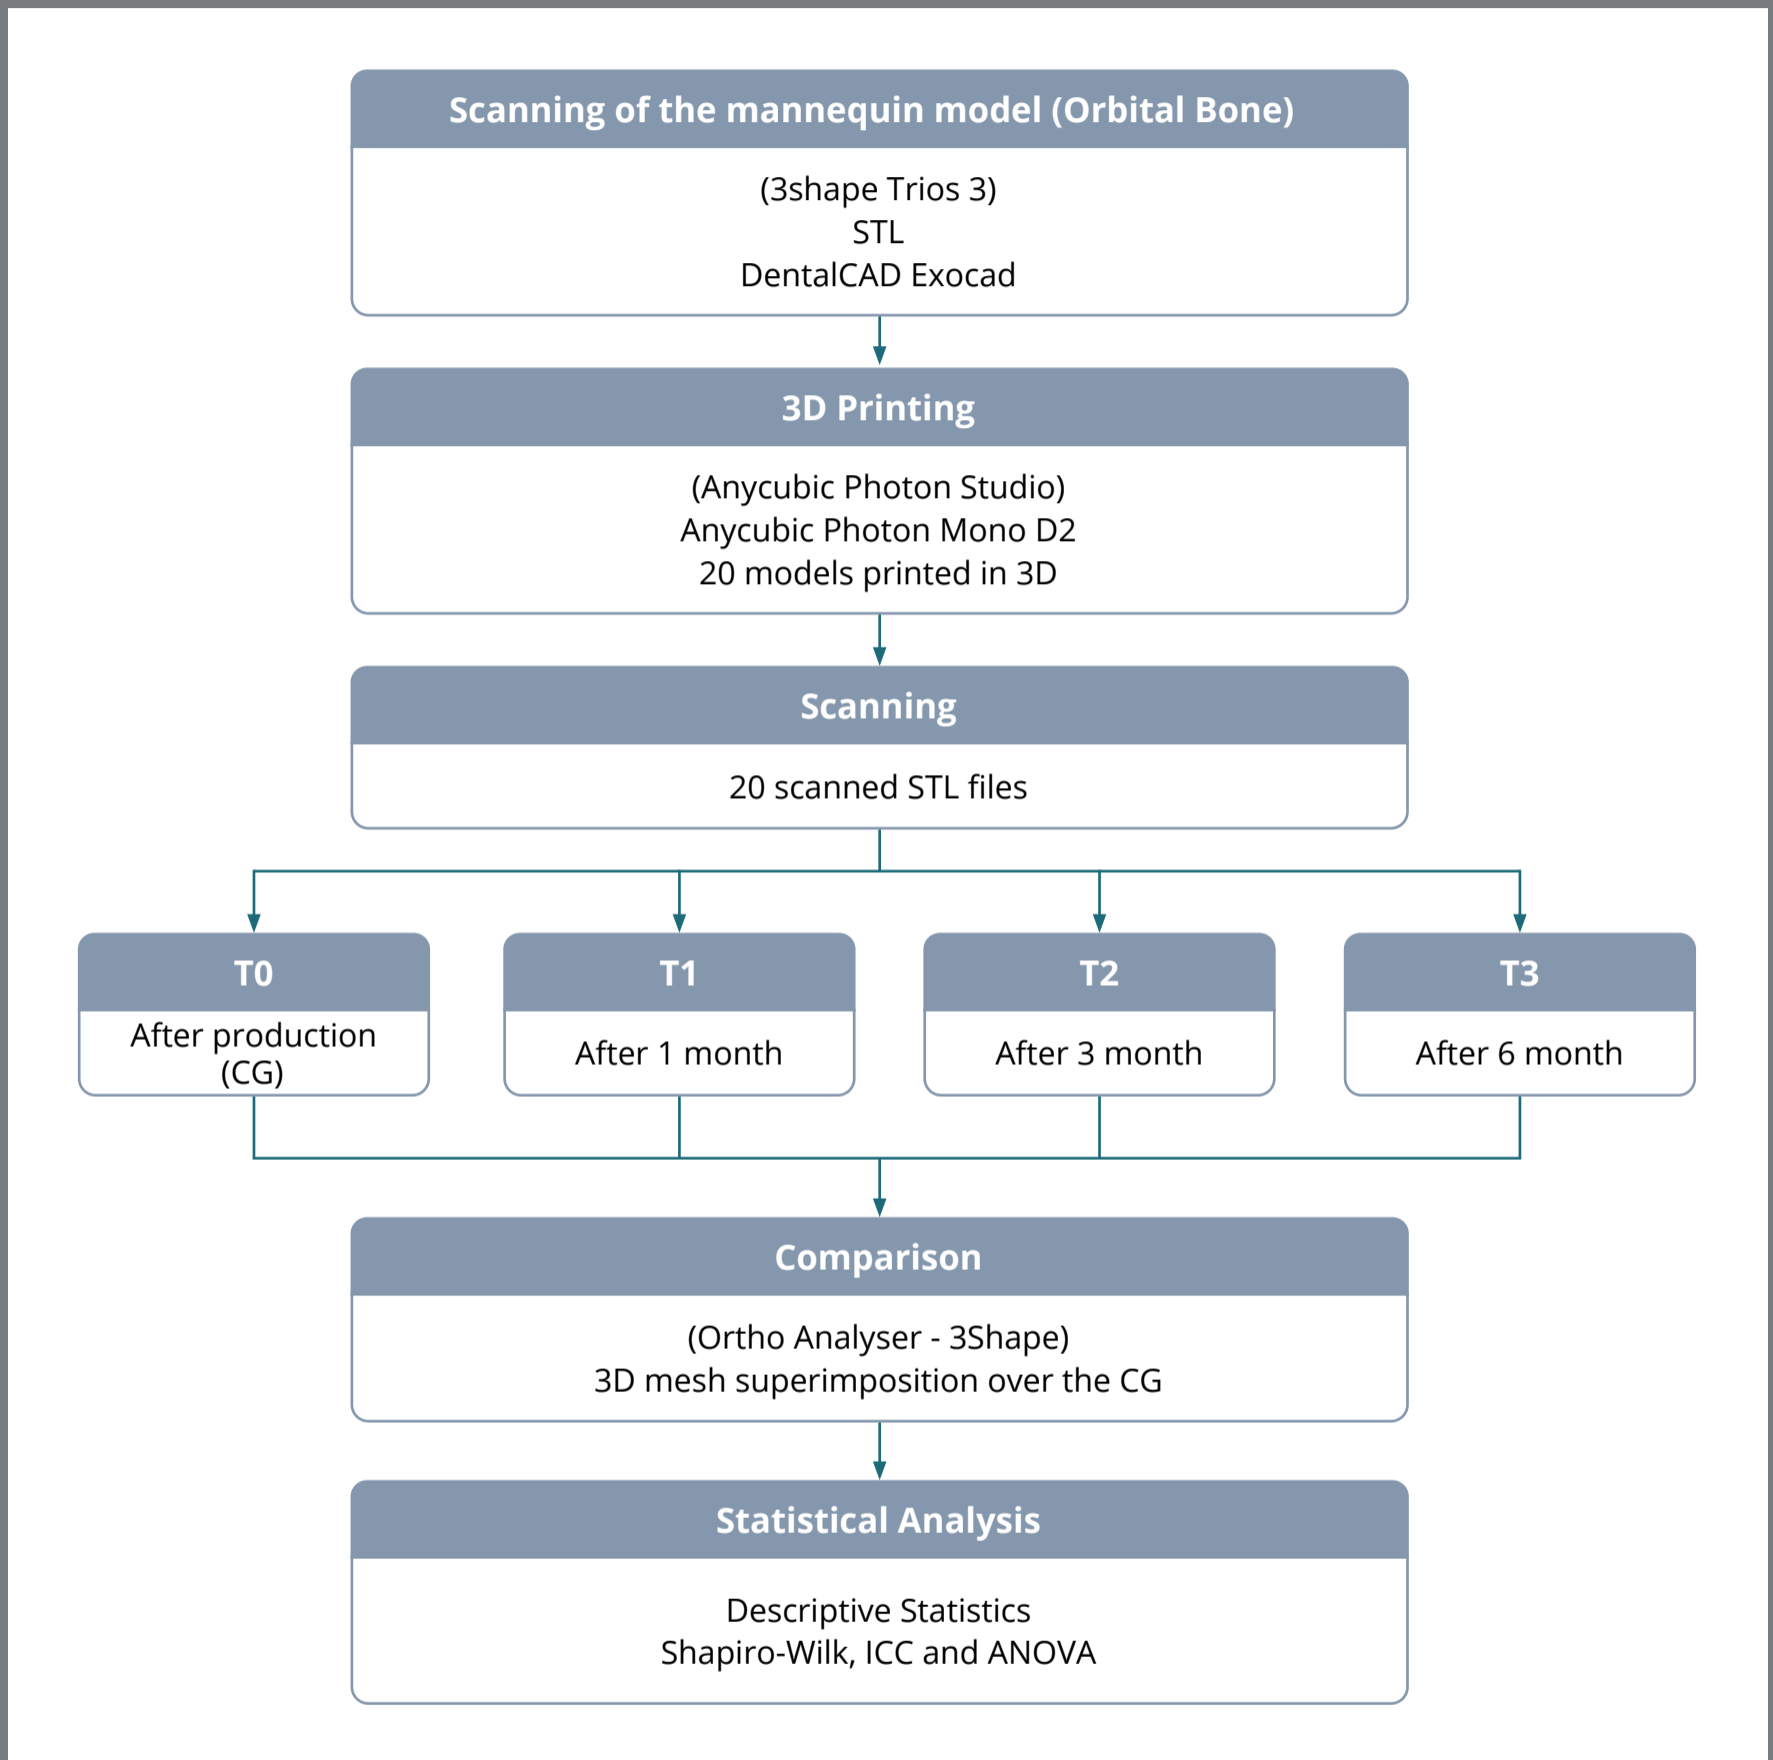 Scanning of the mannequin model (Orbital Bone)
(3shape Trios 3)
STL
DentalCAD Exocad
3D Printing
(Anycubic Photon Studio)
Anycubic Photon Mono D2
20 models printed in 3D
Scanning
20 scanned STL files
T0
After production
(CG)
T1
After 1 month
T2
After 3 month
T3
After 6 month
Comparison
(Ortho Analyser - 3Shape)
3D mesh superimposition over the CG
Statistical Analysis
Descriptive Statistics
Shapiro-Wilk, ICC and ANOVA